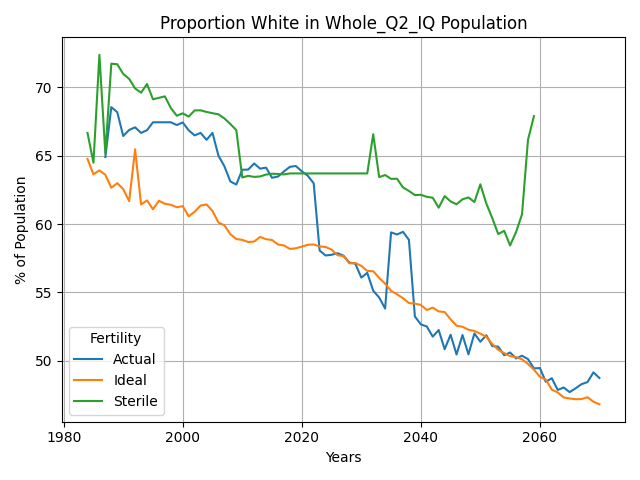 Proportion White in Whole_Q2_IQ Population
% of Population
70
65
60
55
50
Fertility
Actual
Ideal
Sterile
1980
2000
2020
2040
2060
Years